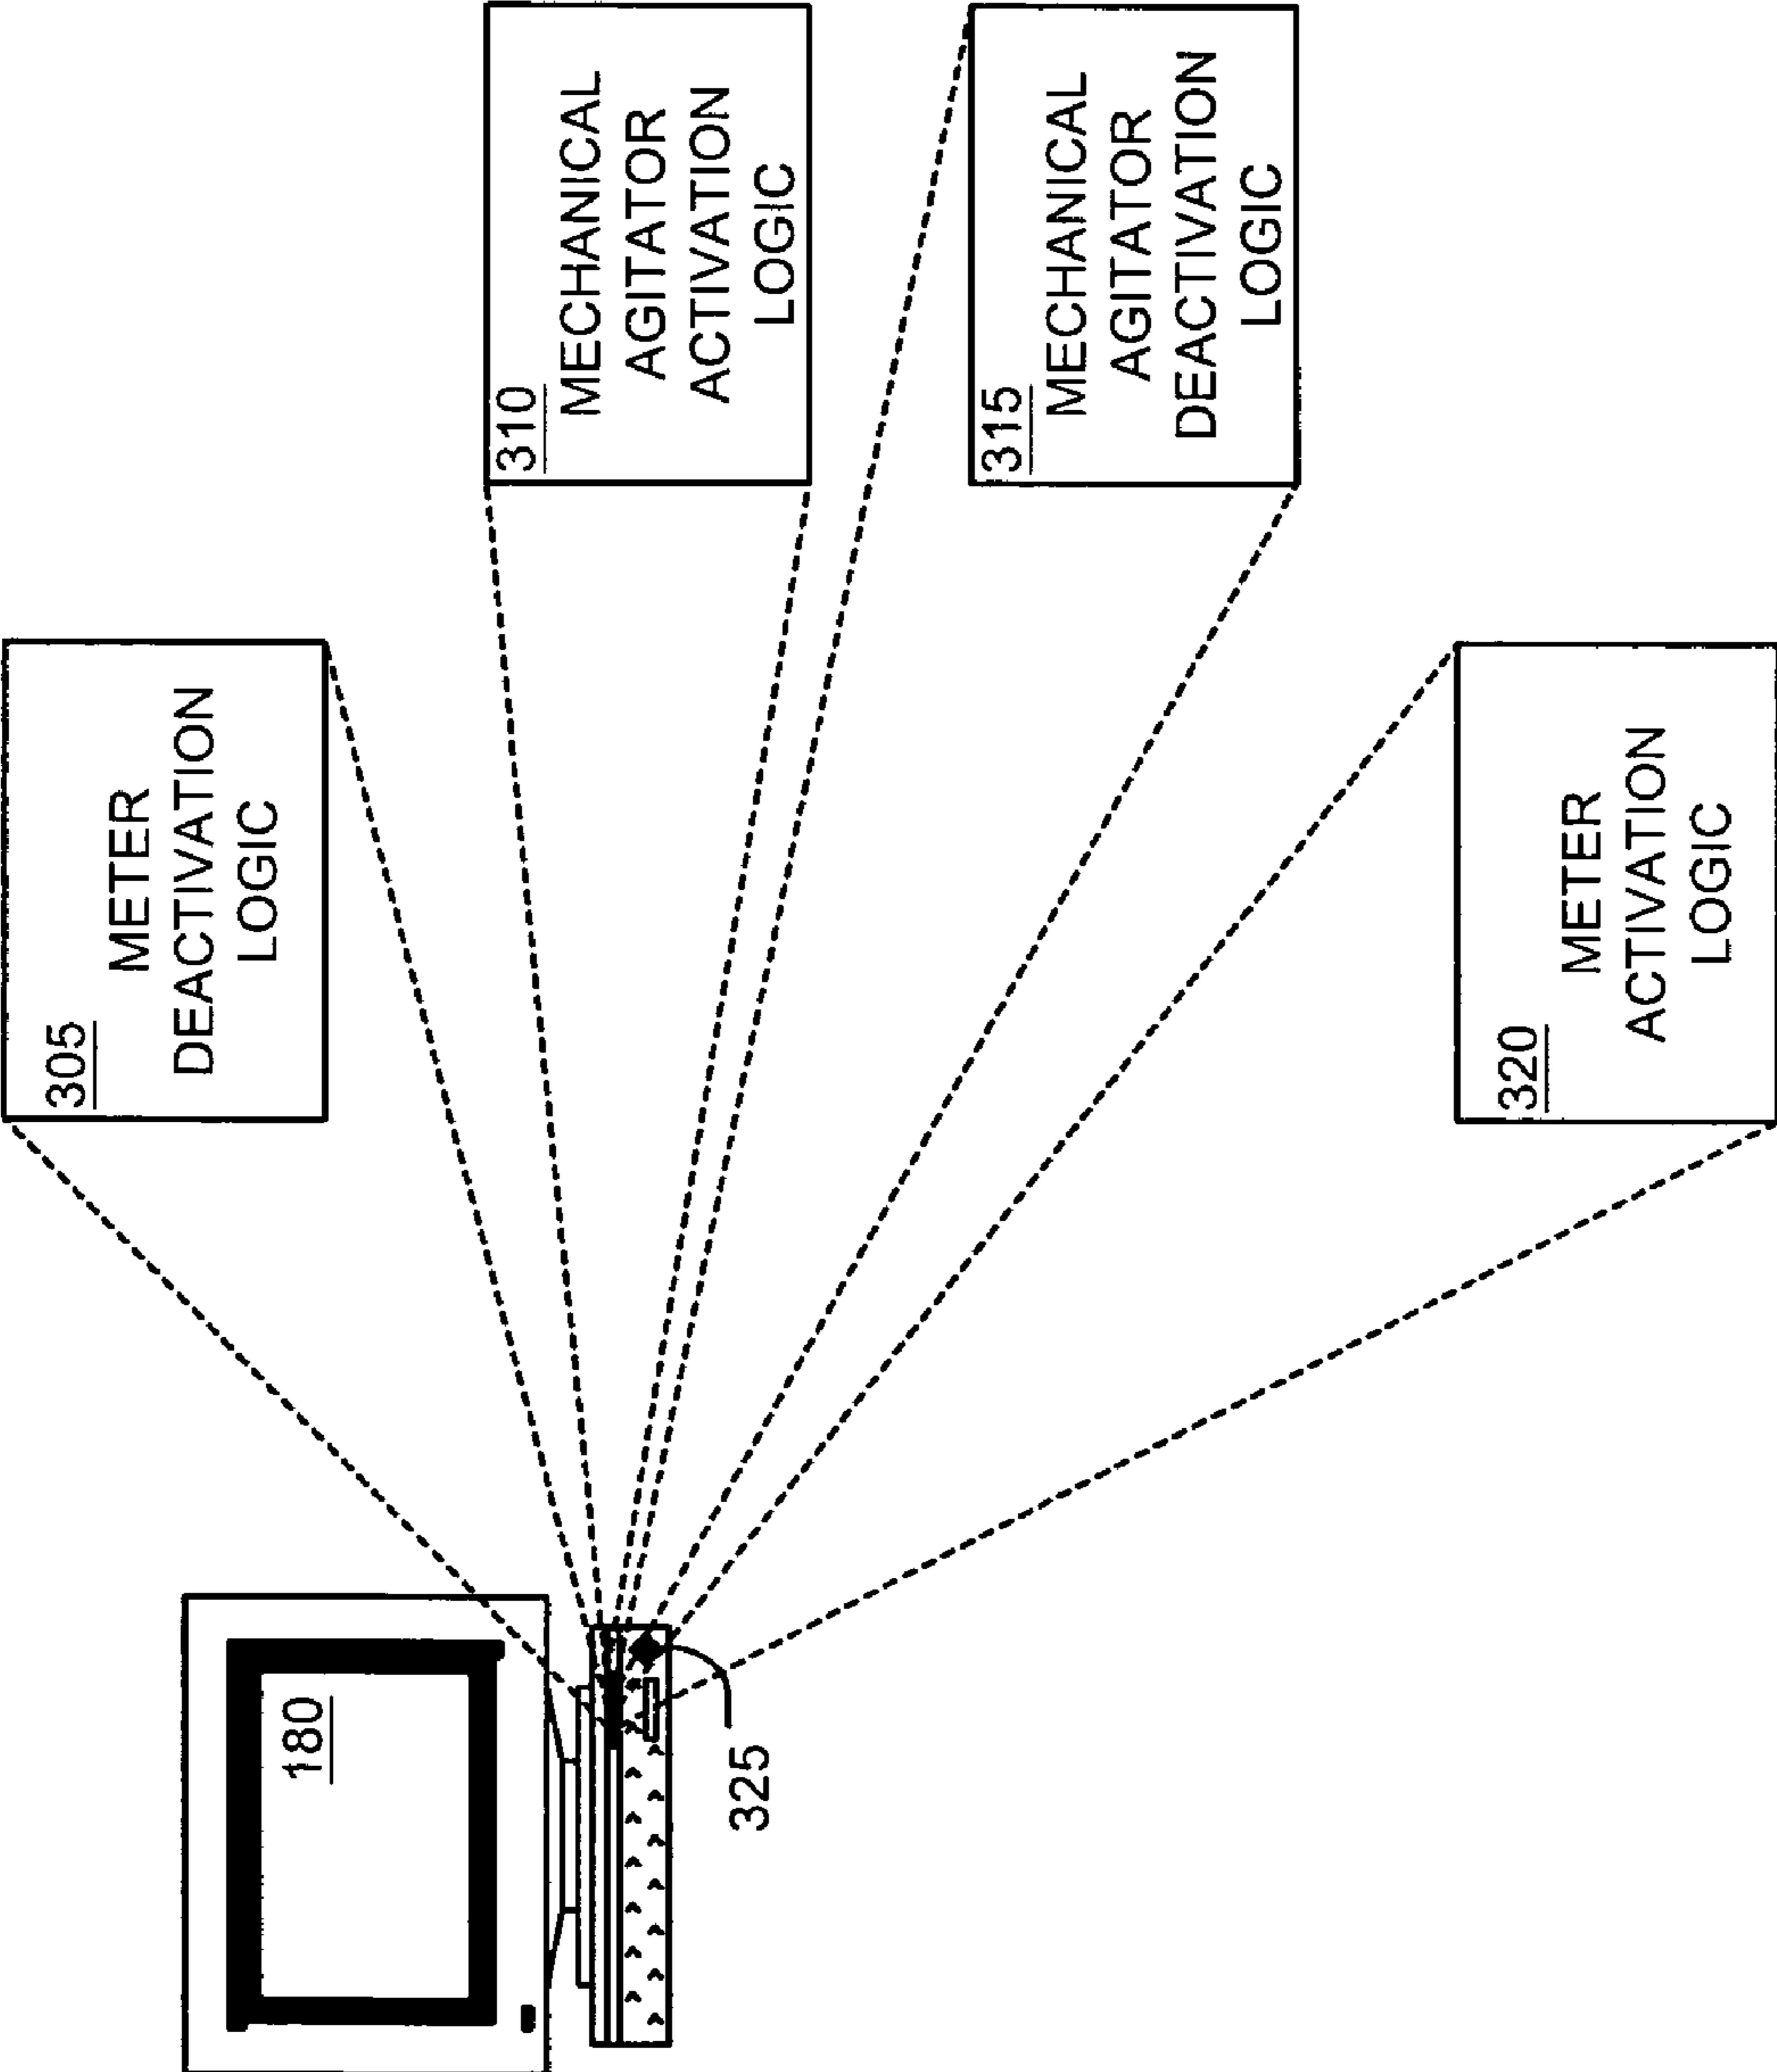 305
METER
DEACTIVATION
LOGIC
310
MECHANICAL
AGITATOR
ACTIVATION
LOGIC
315
MECHANICAL
AGITATOR
DEACTIVATION
LOGIC
320
METER
ACTIVATION
LOGIC
180
325